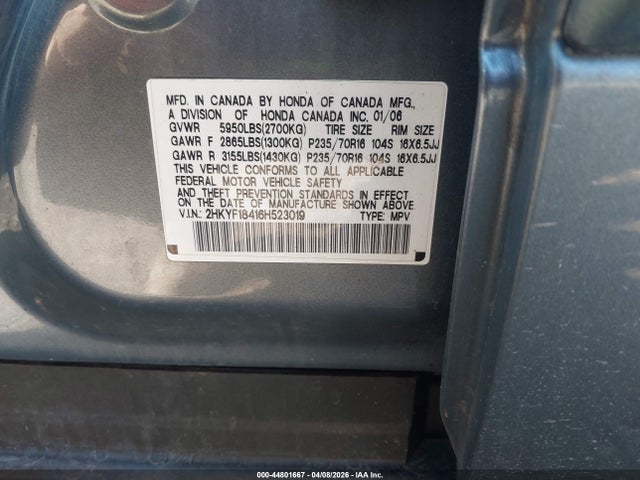 MFD. IN CANADA BY HONDA OF CANADA MFG.,
A DIVISION OF HONDA CANADA INC. 01/06
GVWR 5950LBS(2700KG) TIRE SIZE RIM SIZE
GAWR F 2865LBS(1300KG) P235/70R16 104S 16X6.5JJ
GAWR R 3155LBS(1430KG) P235/70R16 104S 16X6.5JJ
THIS VEHICLE CONFORMS TO ALL APPLICABLE
FEDERAL MOTOR VEHICLE SAFETY
AND THEFT PREVENTION STANDARDS IN EFFECT
ON THE DATE OF MANUFACTURE SHOWN ABOVE
V.I.N.: 2HKYF18416H523019 TYPE: MPV
000-44801667 - 04/08/2026 - IAAI, Inc.